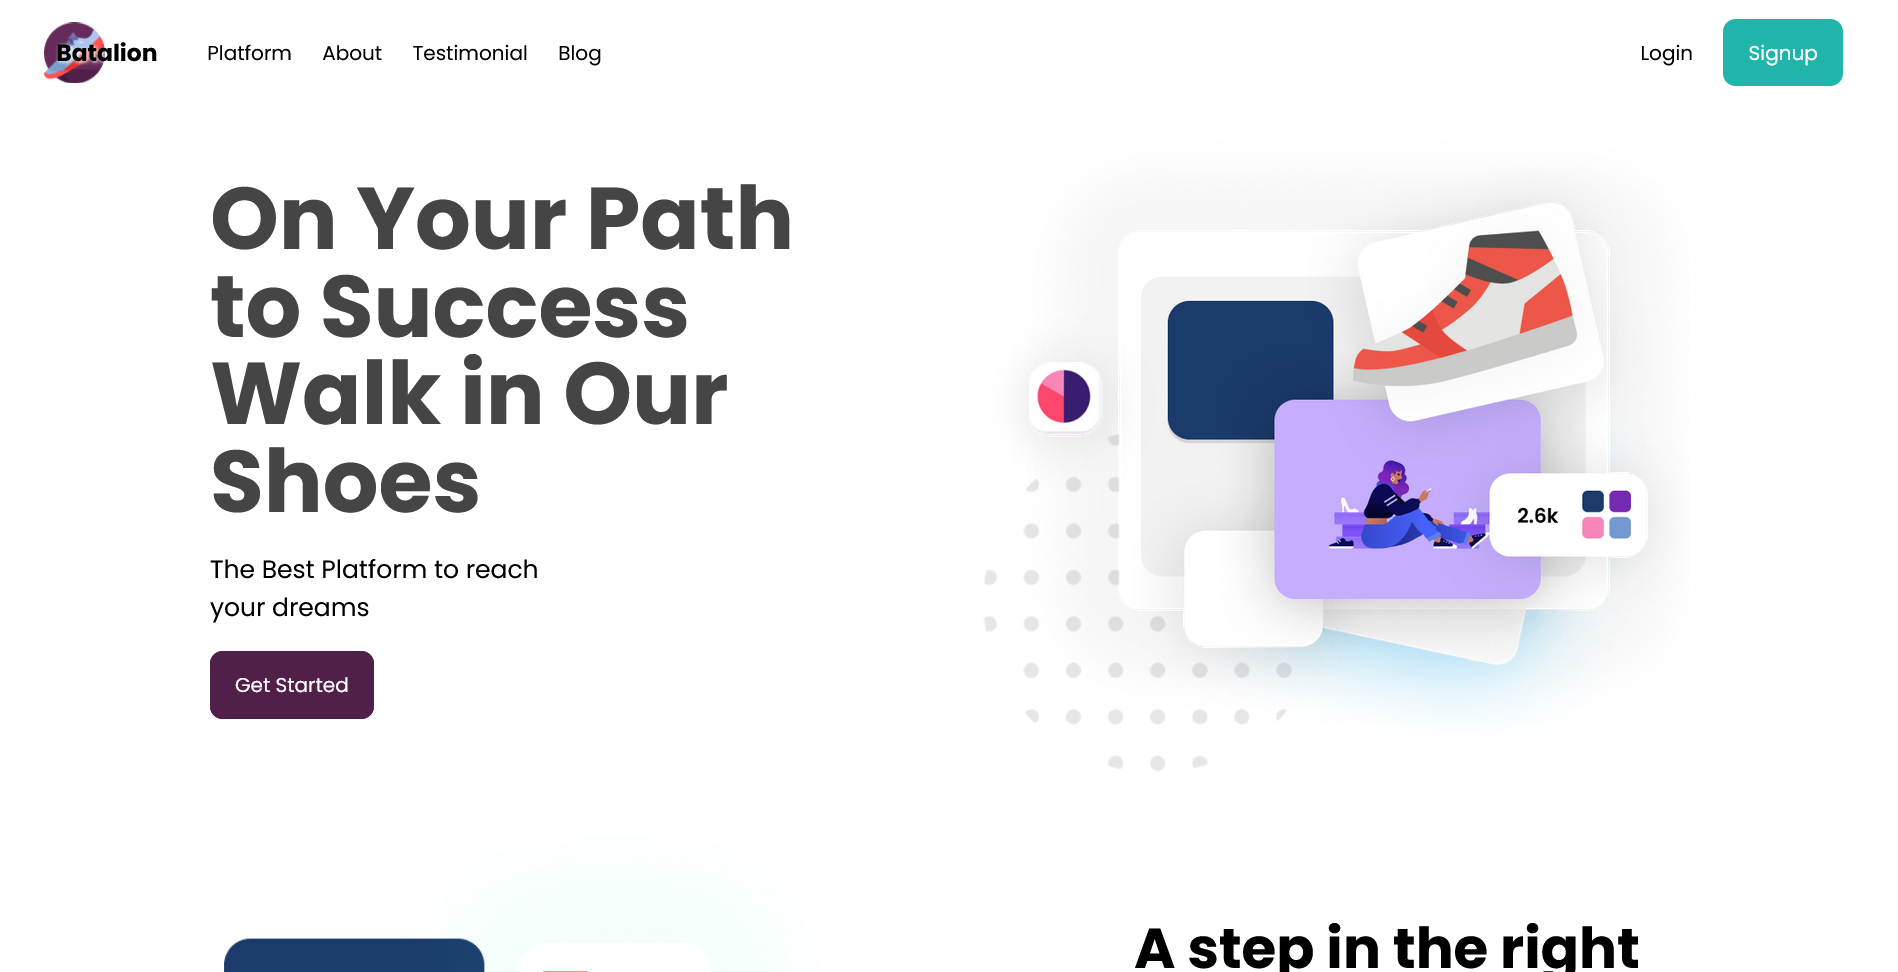 Batalion
Platform
About
Testimonial
Blog
Login
Signup
On Your Path
to Success
Walk in Our
Shoes
The Best Platform to reach
your dreams
Get Started
2.6k
A step in the right